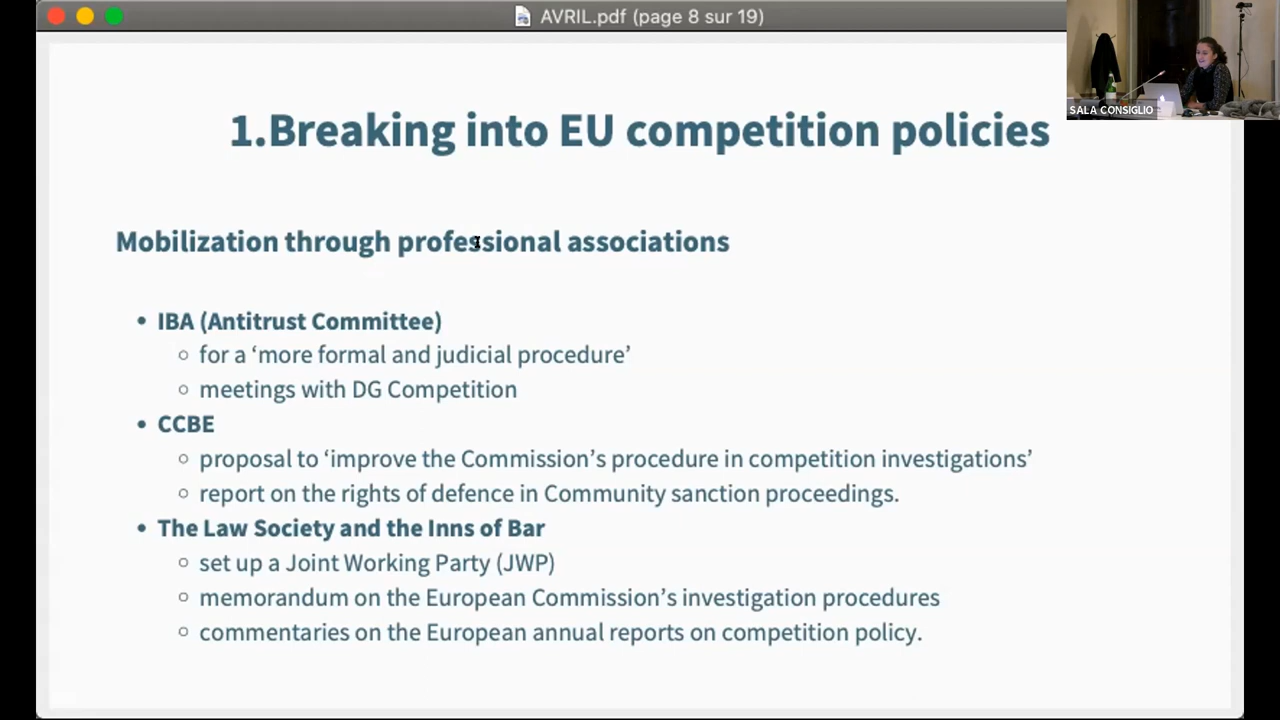 AVRIL.pdf (page 8 sur 19)
SALA CONSIGLIO
1.Breaking into EU competition policies
Mobilization through professional associations
• IBA (Antitrust Committee)
○ for a ‘more formal and judicial procedure’
○ meetings with DG Competition
• CCBE
○ proposal to ‘improve the Commission’s procedure in competition investigations’
○ report on the rights of defence in Community sanction proceedings.
• The Law Society and the Inns of Bar
○ set up a Joint Working Party (JWP)
○ memorandum on the European Commission’s investigation procedures
○ commentaries on the European annual reports on competition policy.